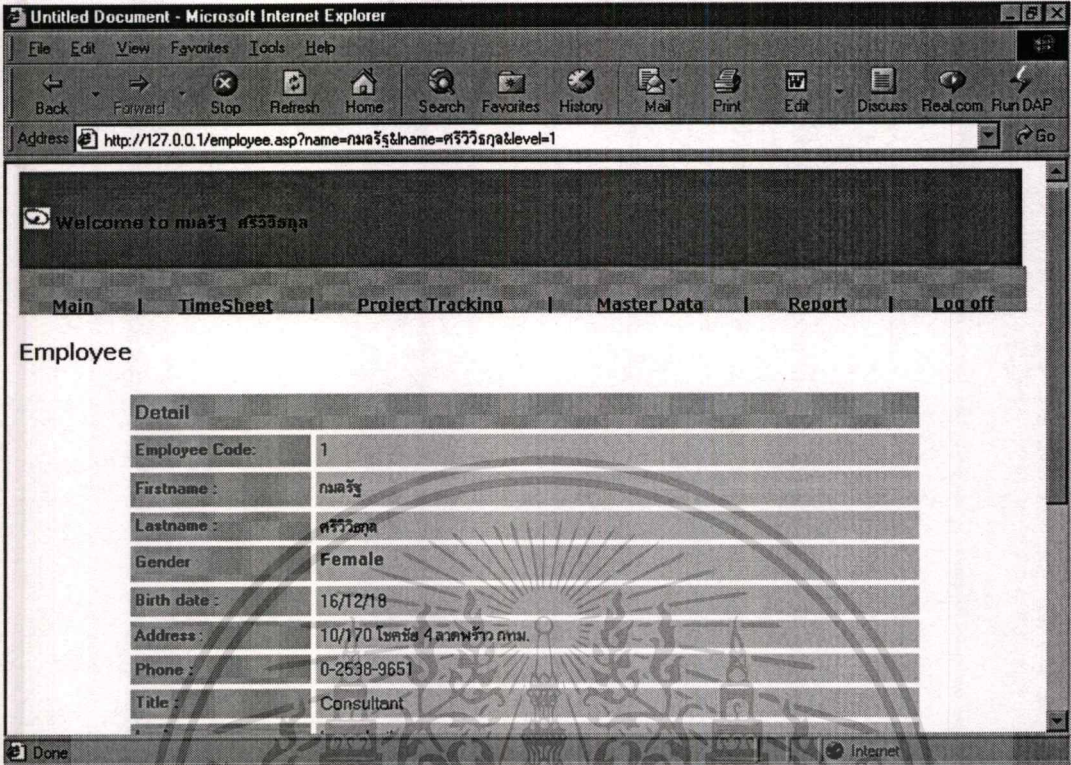 Untitled Document - Microsoft Internet Explorer
File Edit View Favorites Tools Help
Back Forward Stop Refresh Home Search Favorites History Mail Print Edit Discuss Real.com Run DAP
Address http://127.0.0.1/employee.asp?name=กมลรัฐ&lname=ศรีวิวิธกุล&level=1 Go
Welcome to กมลรัฐ ศรีวิวิธกุล
Main | TimeSheet | Project Tracking | Master Data | Report | Log off
Employee
Detail
Employee Code: 1
Firstname : กมลรัฐ
Lastname : ศรีวิวิธกุล
Gender Female
Birth date : 16/12/18
Address : 10/170 โชคชัย 4 ลาดพร้าว กทม.
Phone : 0-2538-9651
Title : Consultant
Done Internet